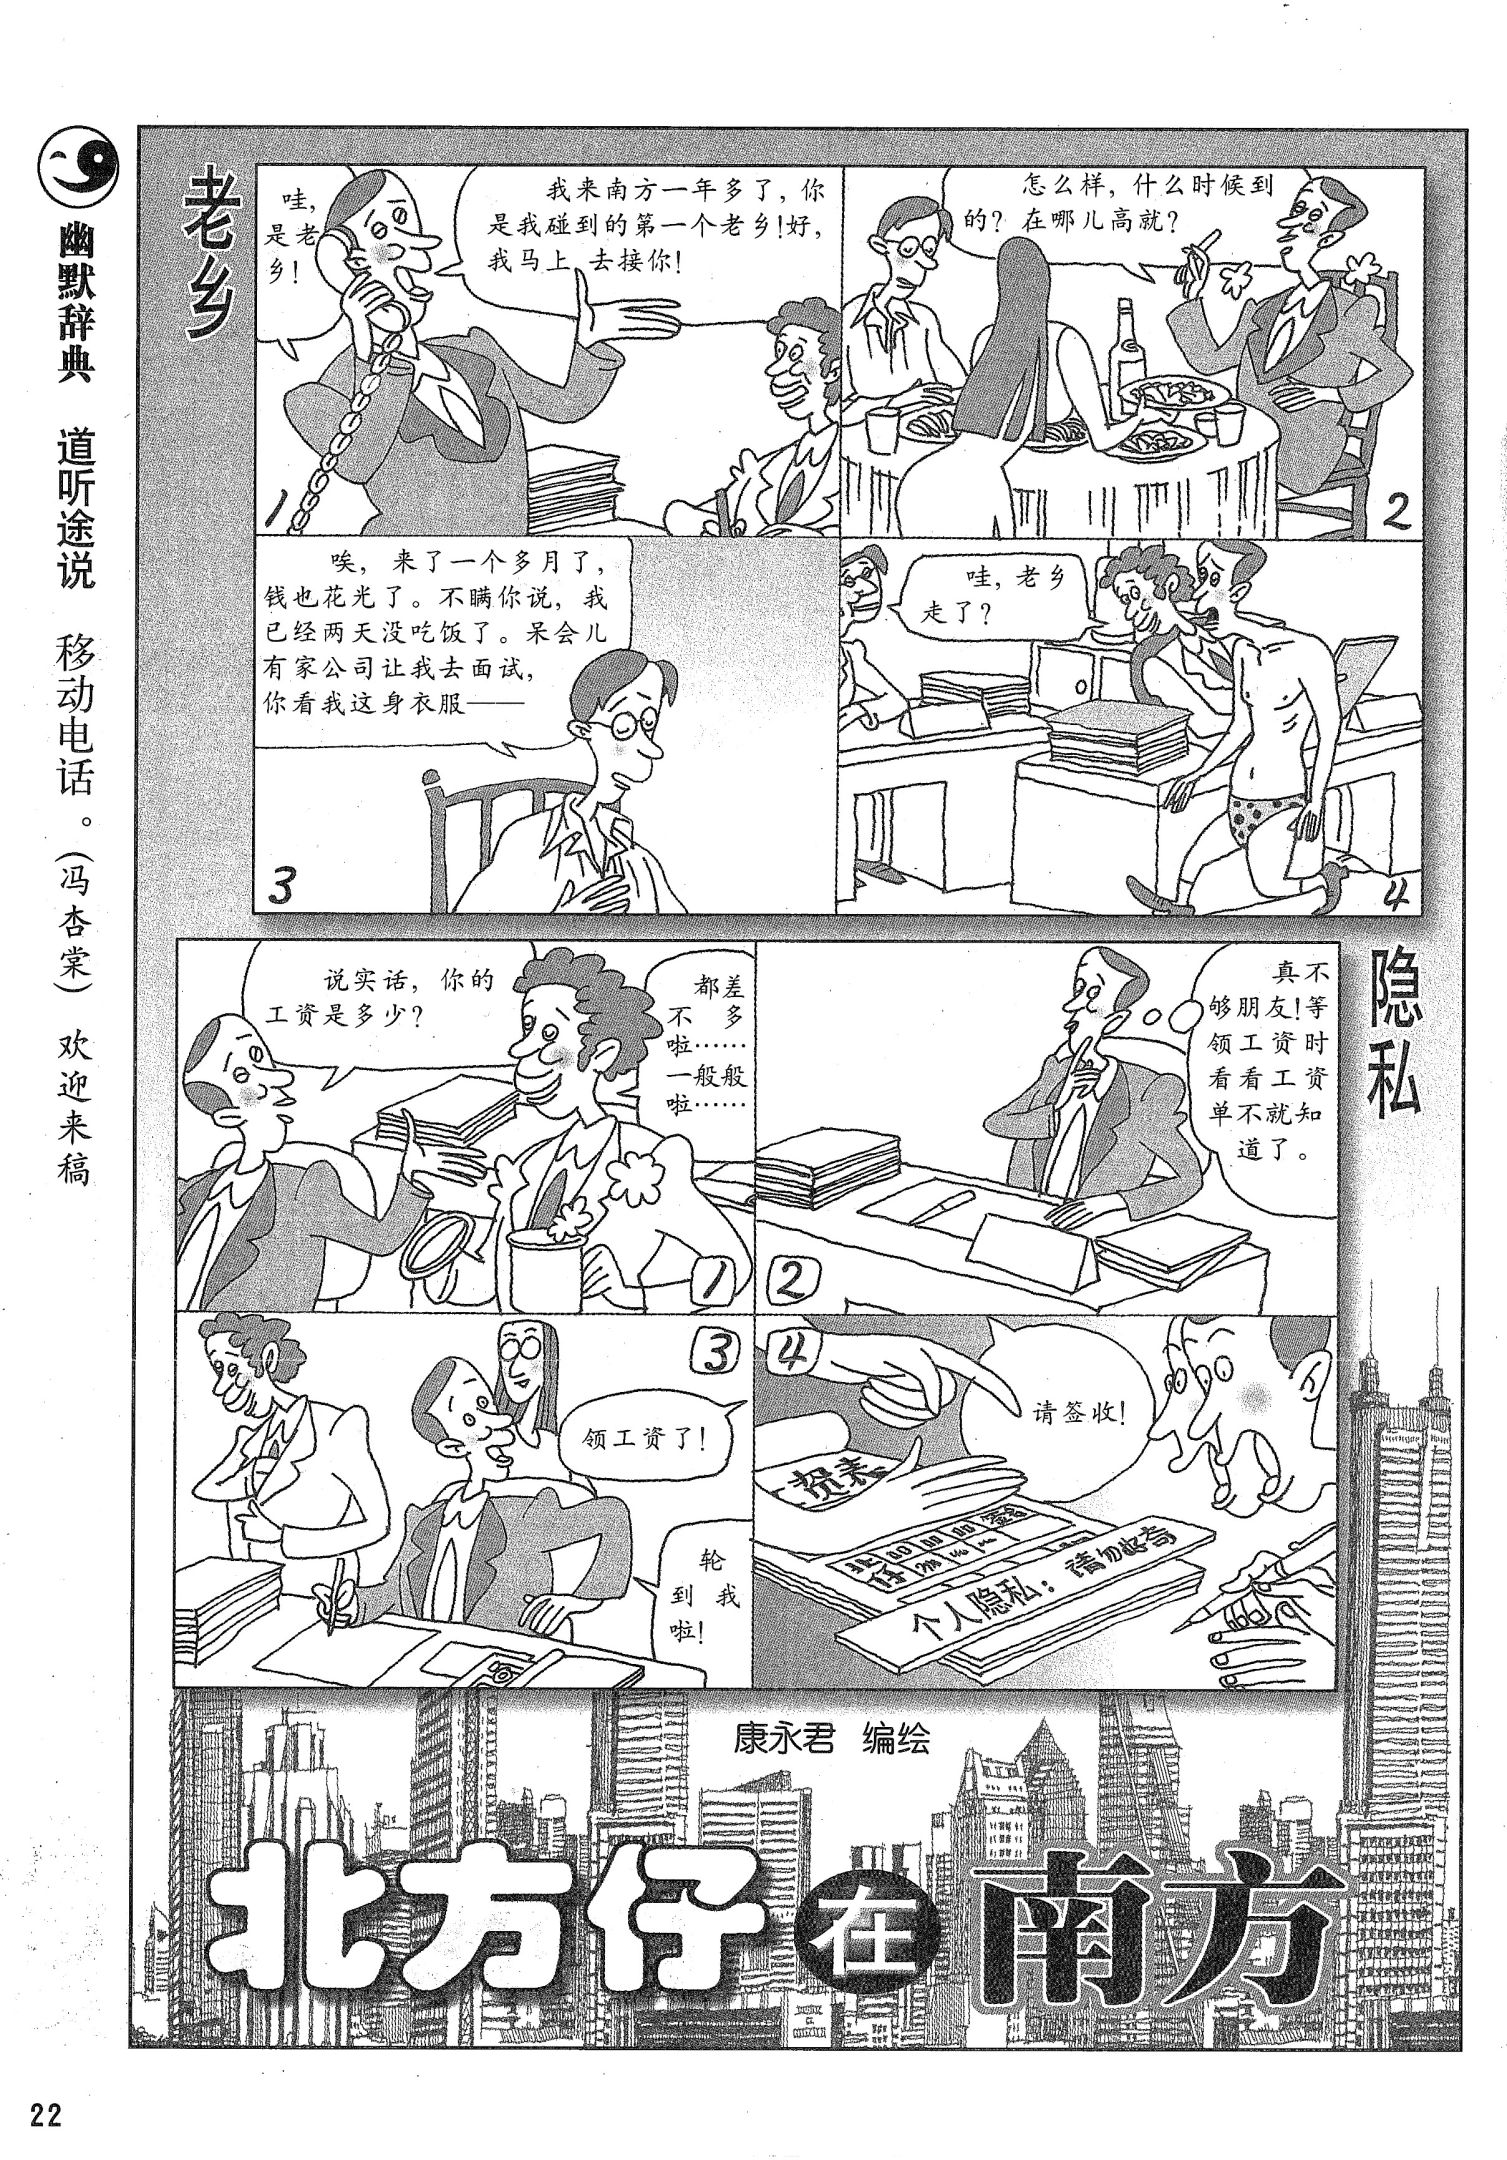 幽默辞典 道听途说 移动电话。(冯杏棠) 欢迎来稿
老乡
哇,
是老
乡!
我来南方一年多了,你
是我碰到的第一个老乡!好,
我马上去接你!
1
怎么样,什么时候到
的?在哪儿高就?
2
唉,来了一个多月了,
钱也花光了。不瞒你说,我
已经两天没吃饭了。呆会儿
有家公司让我去面试,
你看我这身衣服——
3
哇,老乡
走了?
4
隐私
说实话,你的
工资是多少?
都差
不多
啦……
一般般
啦……
1
真不
够朋友!等
领工资时
看看工资
单不就知
道了。
2
领工资了!
轮
到我
啦!
3
请签收!
工资表
签名
北
仔
个人隐私:请勿好奇
4
康永君 编绘
北方仔在南方
22